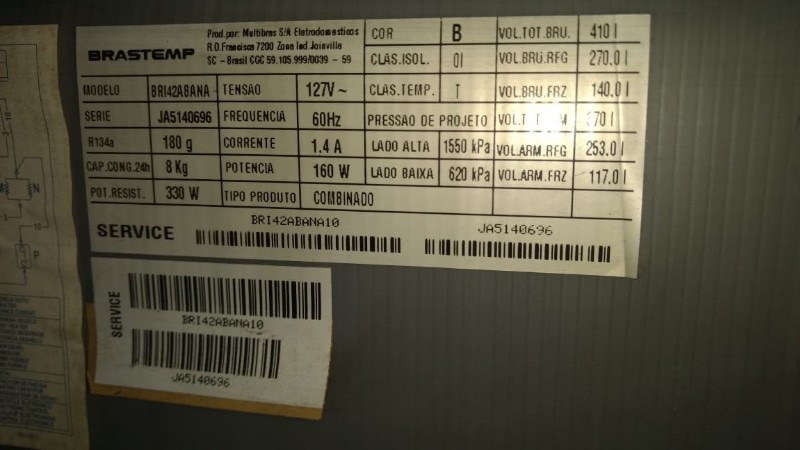 BRASTEMP
Prod.por: Multibras S/A Eletrodomesticos
R.D.Francisca 7200 Zona Ind Joinville
SC - Brasil CGC 59.105.999/0039 - 59
COR B VOL.TOT.BRU. 410 l
CLAS.ISOL. 01 VOL.BRU.RFG 270.0 l
MODELO BRI42ABANA TENSÃO 127V~ CLAS.TEMP. T VOL.BRU.FRZ 140.0 l
SERIE JA5140696 FREQUENCIA 60Hz PRESSÃO DE PROJETO 370 l
R134a 180 g CORRENTE 1.4 A LADO ALTA 1550 kPa VOL.ARM.RFG 253.0 l
CAP.CONG.24h 8 Kg POTENCIA 160 W LADO BAIXA 620 kPa VOL.ARM.FRZ 117.0 l
POT.RESIST. 330 W TIPO PRODUTO COMBINADO
SERVICE BRI42ABANA10 JA5140696
SERVICE
BRI42ABANA10
JA5140696